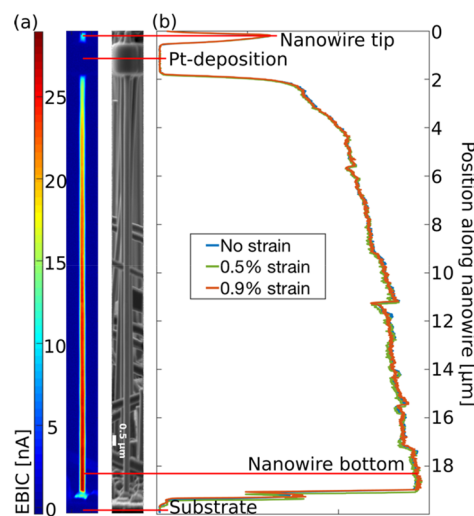 (a)
(b)
25
20
15
10
5
0
EBIC [nA]
0.5 µm
Nanowire tip
Pt-deposition
No strain
0.5% strain
0.9% strain
Nanowire bottom
Substrate
0
2
4
6
8
10
12
14
16
18
Position along nanowire [µm]